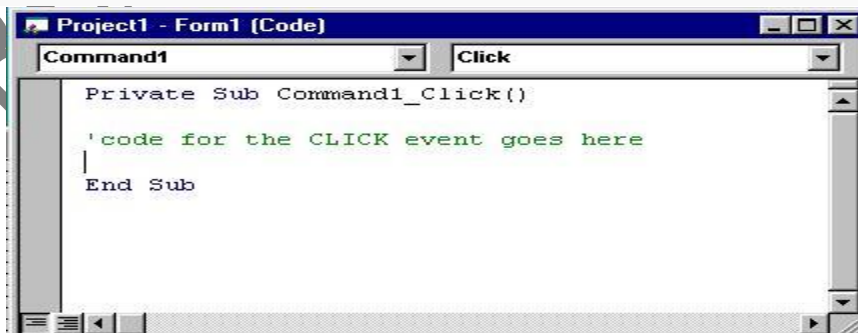 Project1 - Form1 (Code)
Command1 Click
Private Sub Command1_Click()
'code for the CLICK event goes here
End Sub